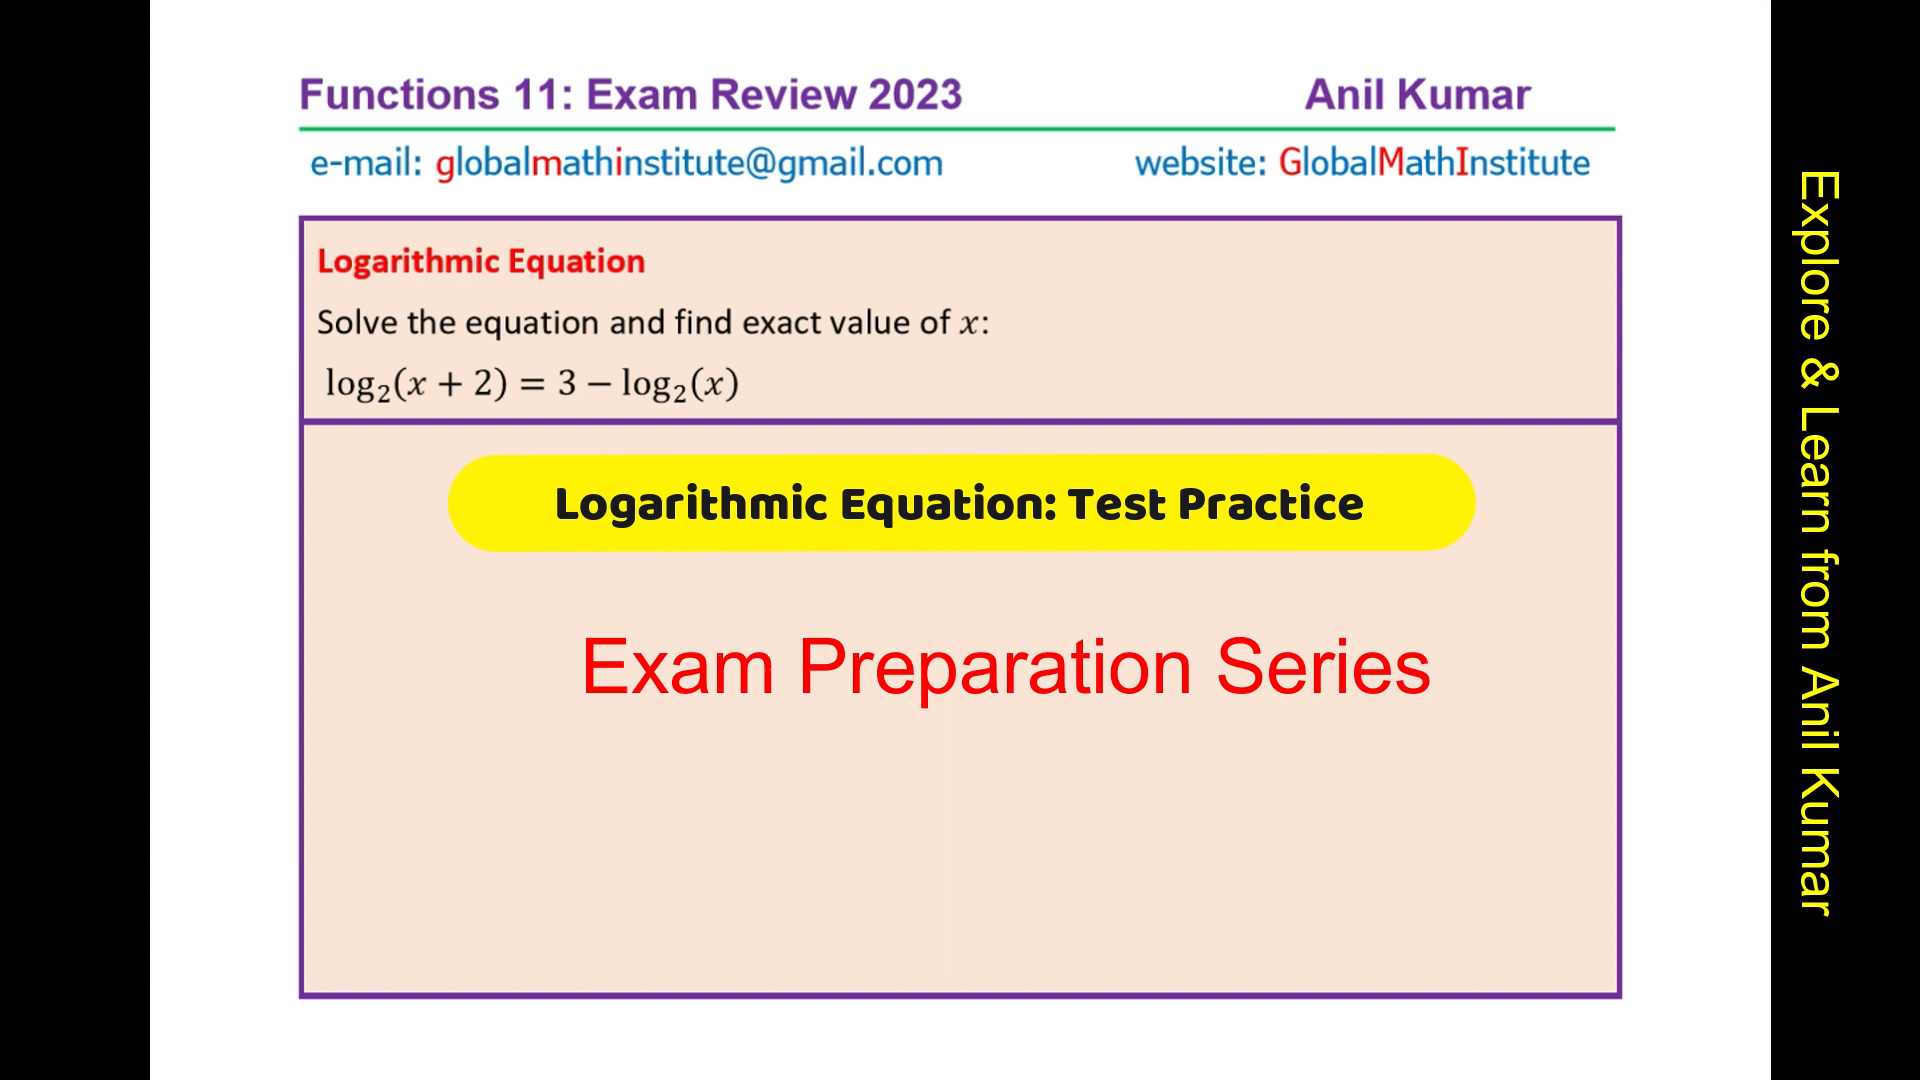 Functions 11: Exam Review 2023 Anil Kumar
e-mail: globalmathinstitute@gmail.com website: GlobalMathInstitute
Logarithmic Equation
Solve the equation and find exact value of x:
log₂(x + 2) = 3 − log₂(x)
Logarithmic Equation: Test Practice
Exam Preparation Series
Explore & Learn from Anil Kumar